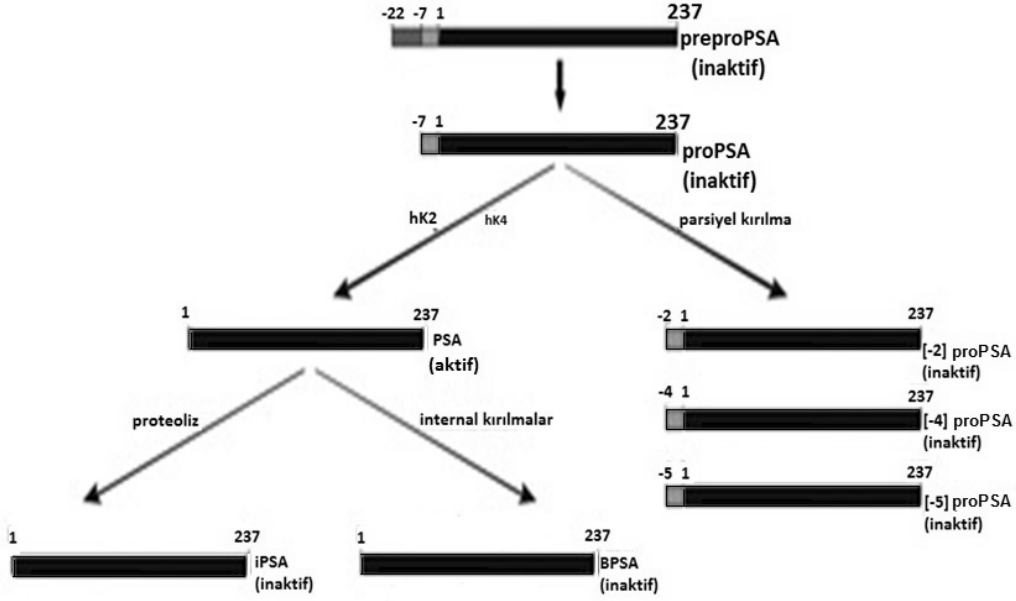 -22 -7 1 237
preproPSA
(inaktif)
-7 1 237
proPSA
(inaktif)
hK2 hK4
parsiyel kırılma
1 237
PSA
(aktif)
-2 1 237
[-2] proPSA
(inaktif)
-4 1 237
[-4] proPSA
(inaktif)
-5 1 237
[-5] proPSA
(inaktif)
proteoliz
internal kırılmalar
1 237
iPSA
(inaktif)
1 237
BPSA
(inaktif)